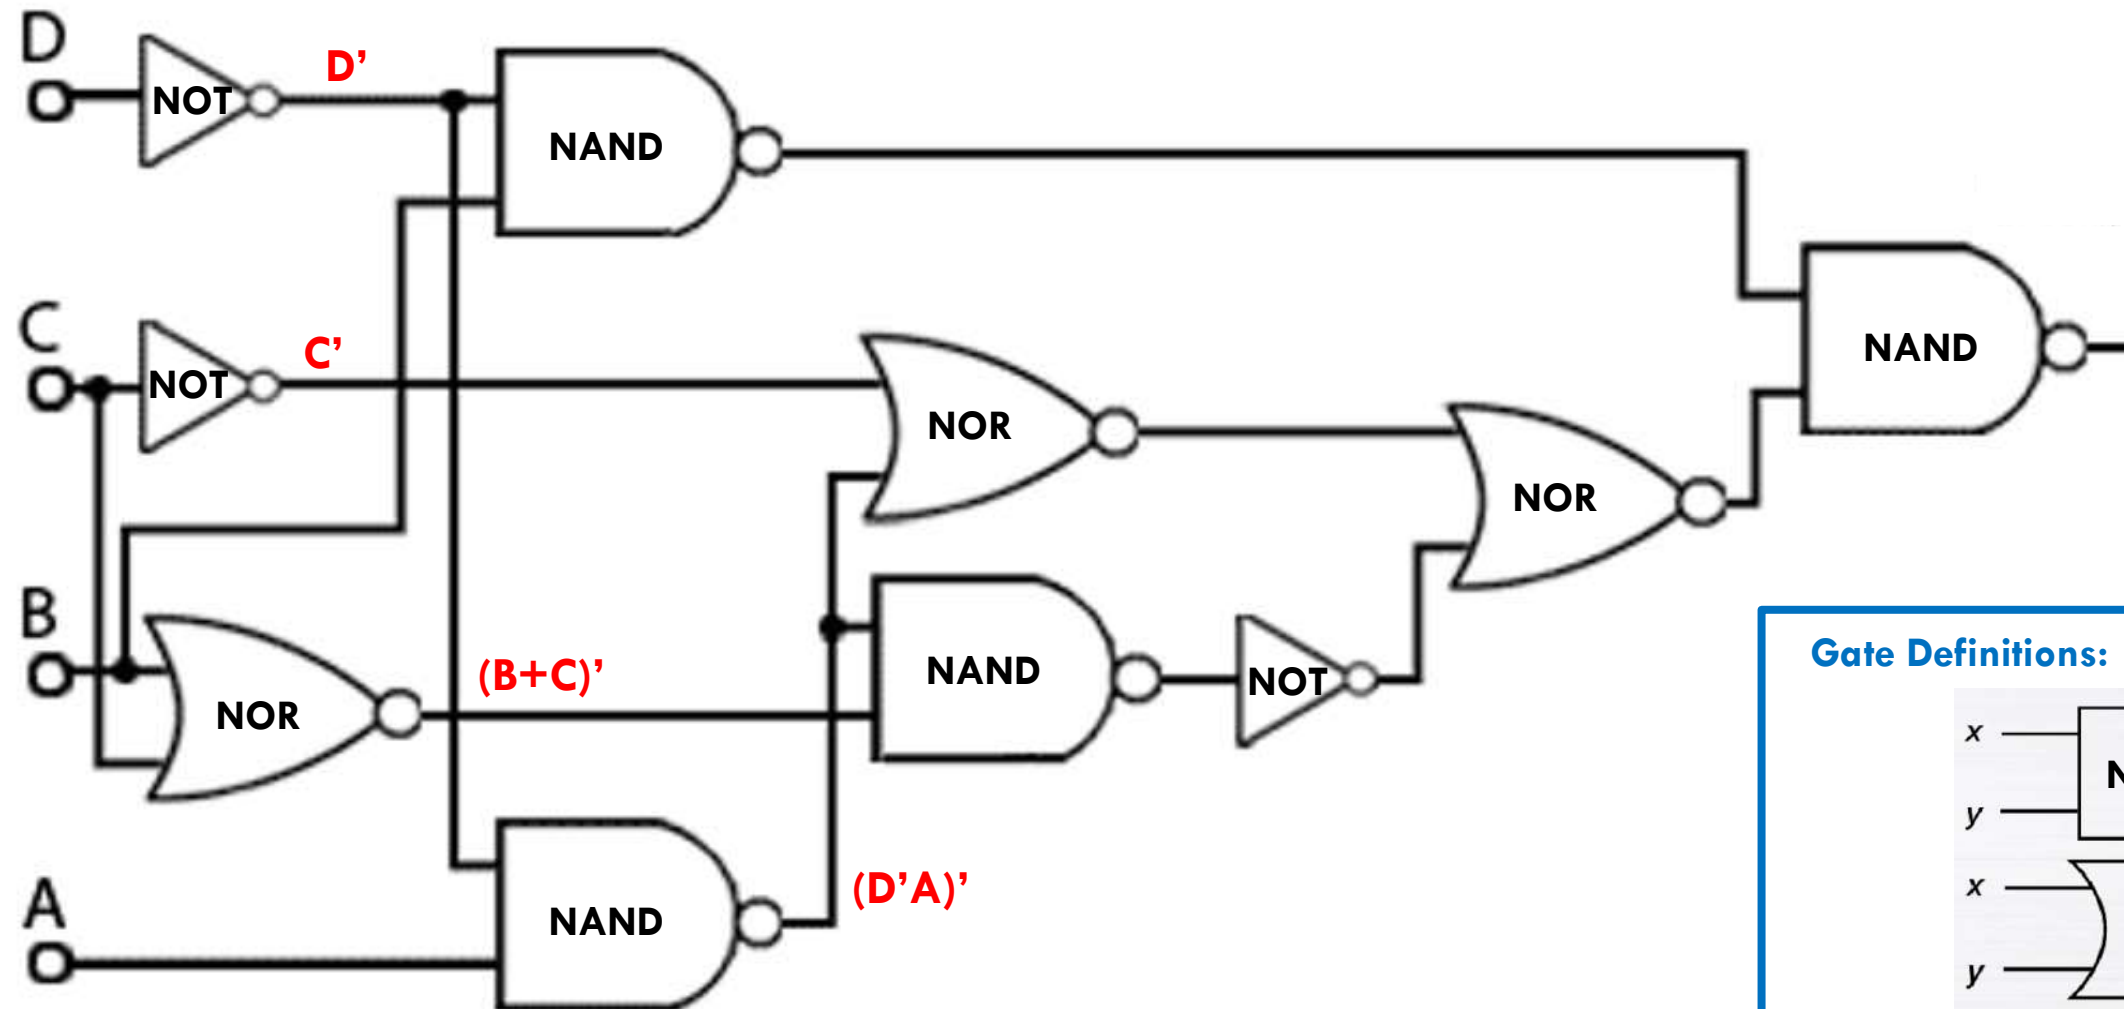 D
NOT
D’
NAND
C
NOT
C’
NOR
NAND
NOR
B
NOR
(B+C)’
NAND
NOT
Gate Definitions:
x
y
x
y
A
NAND
(D’A)’